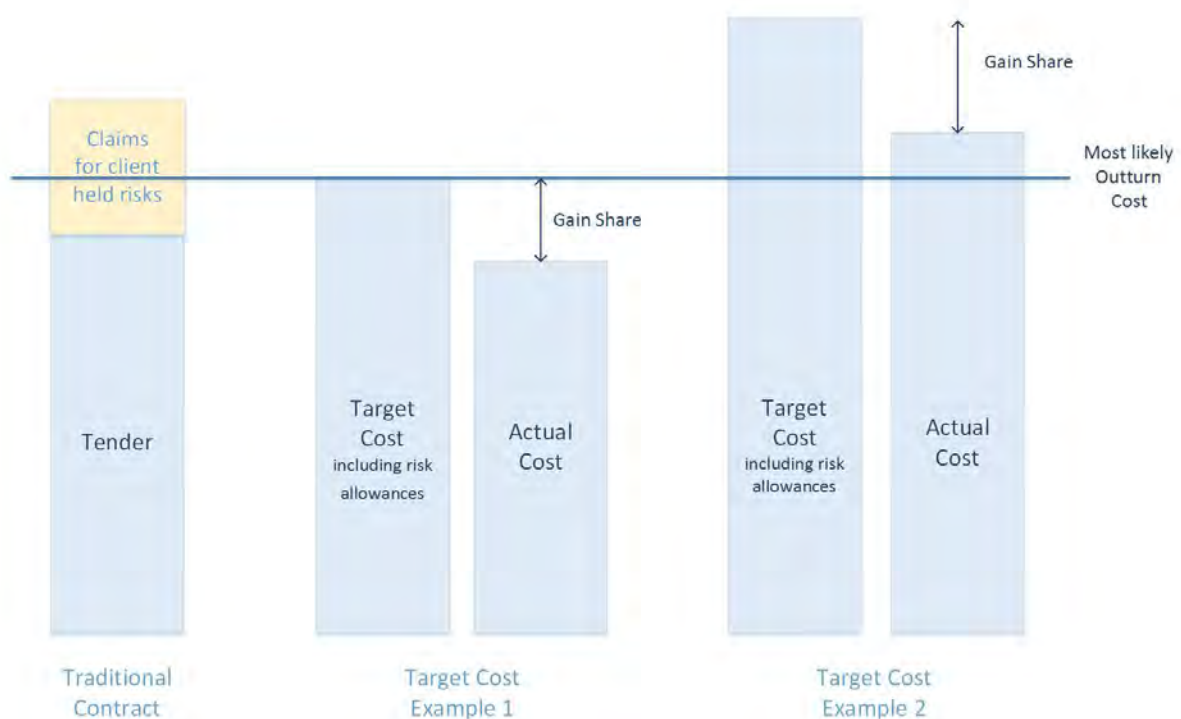 Gain Share
Claims
for client
held risks
Most likely
Outturn
Cost
Gain Share
Tender
Target
Cost
including risk
allowances
Actual
Cost
Target
Cost
including risk
allowances
Actual
Cost
Traditional
Contract
Target Cost
Example 1
Target Cost
Example 2